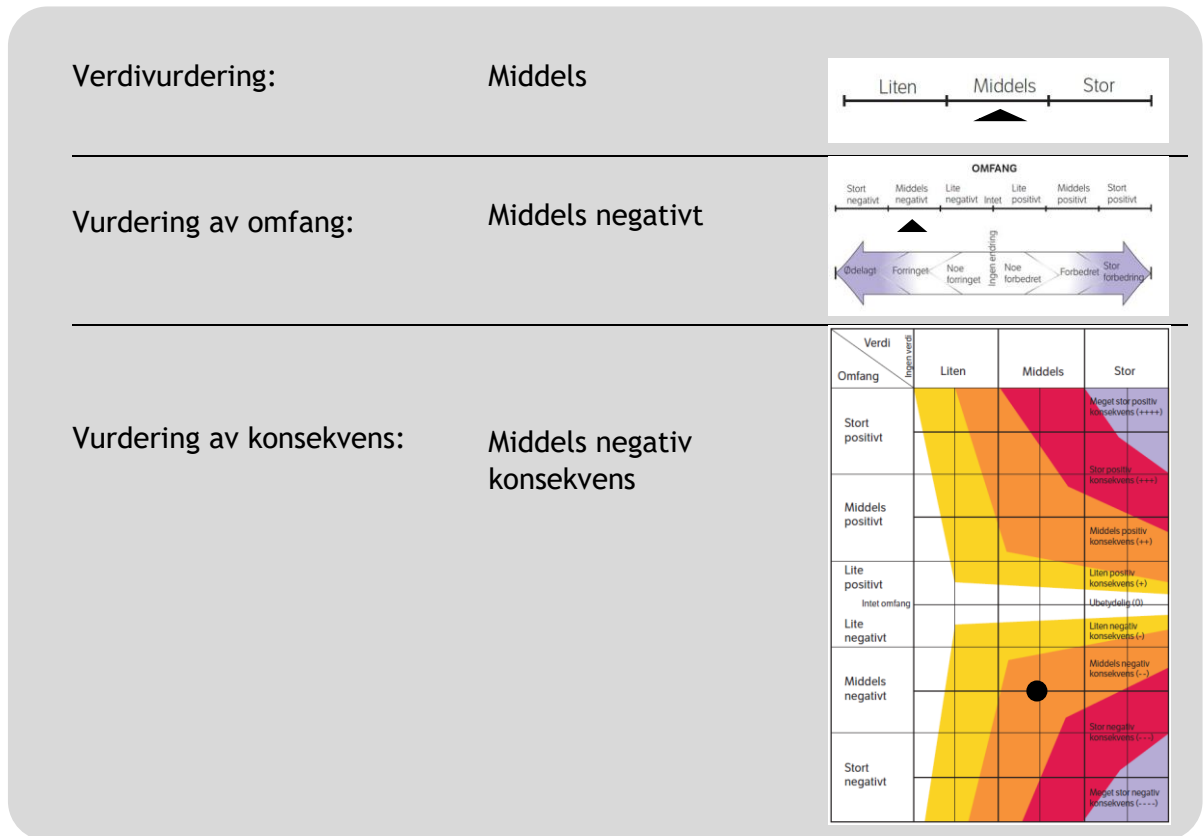 Verdivurdering:
Middels
Liten Middels Stor
Vurdering av omfang:
Middels negativt
OMFANG
Stort negativt
Middels negativt
Lite negativt
Intet
Lite positivt
Middels positivt
Stort positivt
Ødelagt
Forringet
Noe forringet
Ingen endring
Noe forbedret
Forbedret
Stor forbedring
Vurdering av konsekvens:
Middels negativ
konsekvens
Verdi
Omfang
Ingen verdi
Liten
Middels
Stor
Stort
positivt
Meget stor positiv
konsekvens (++++)
Stor positiv
konsekvens (+++)
Middels
positivt
Middels positiv
konsekvens (++)
Lite
positivt
Liten positiv
konsekvens (+)
Intet omfang
Ubetydelig (0)
Lite
negativt
Liten negativ
konsekvens (-)
Middels
negativt
Middels negativ
konsekvens (- -)
Stor negativ
konsekvens (- - -)
Stort
negativt
Meget stor negativ
konsekvens (- - - -)